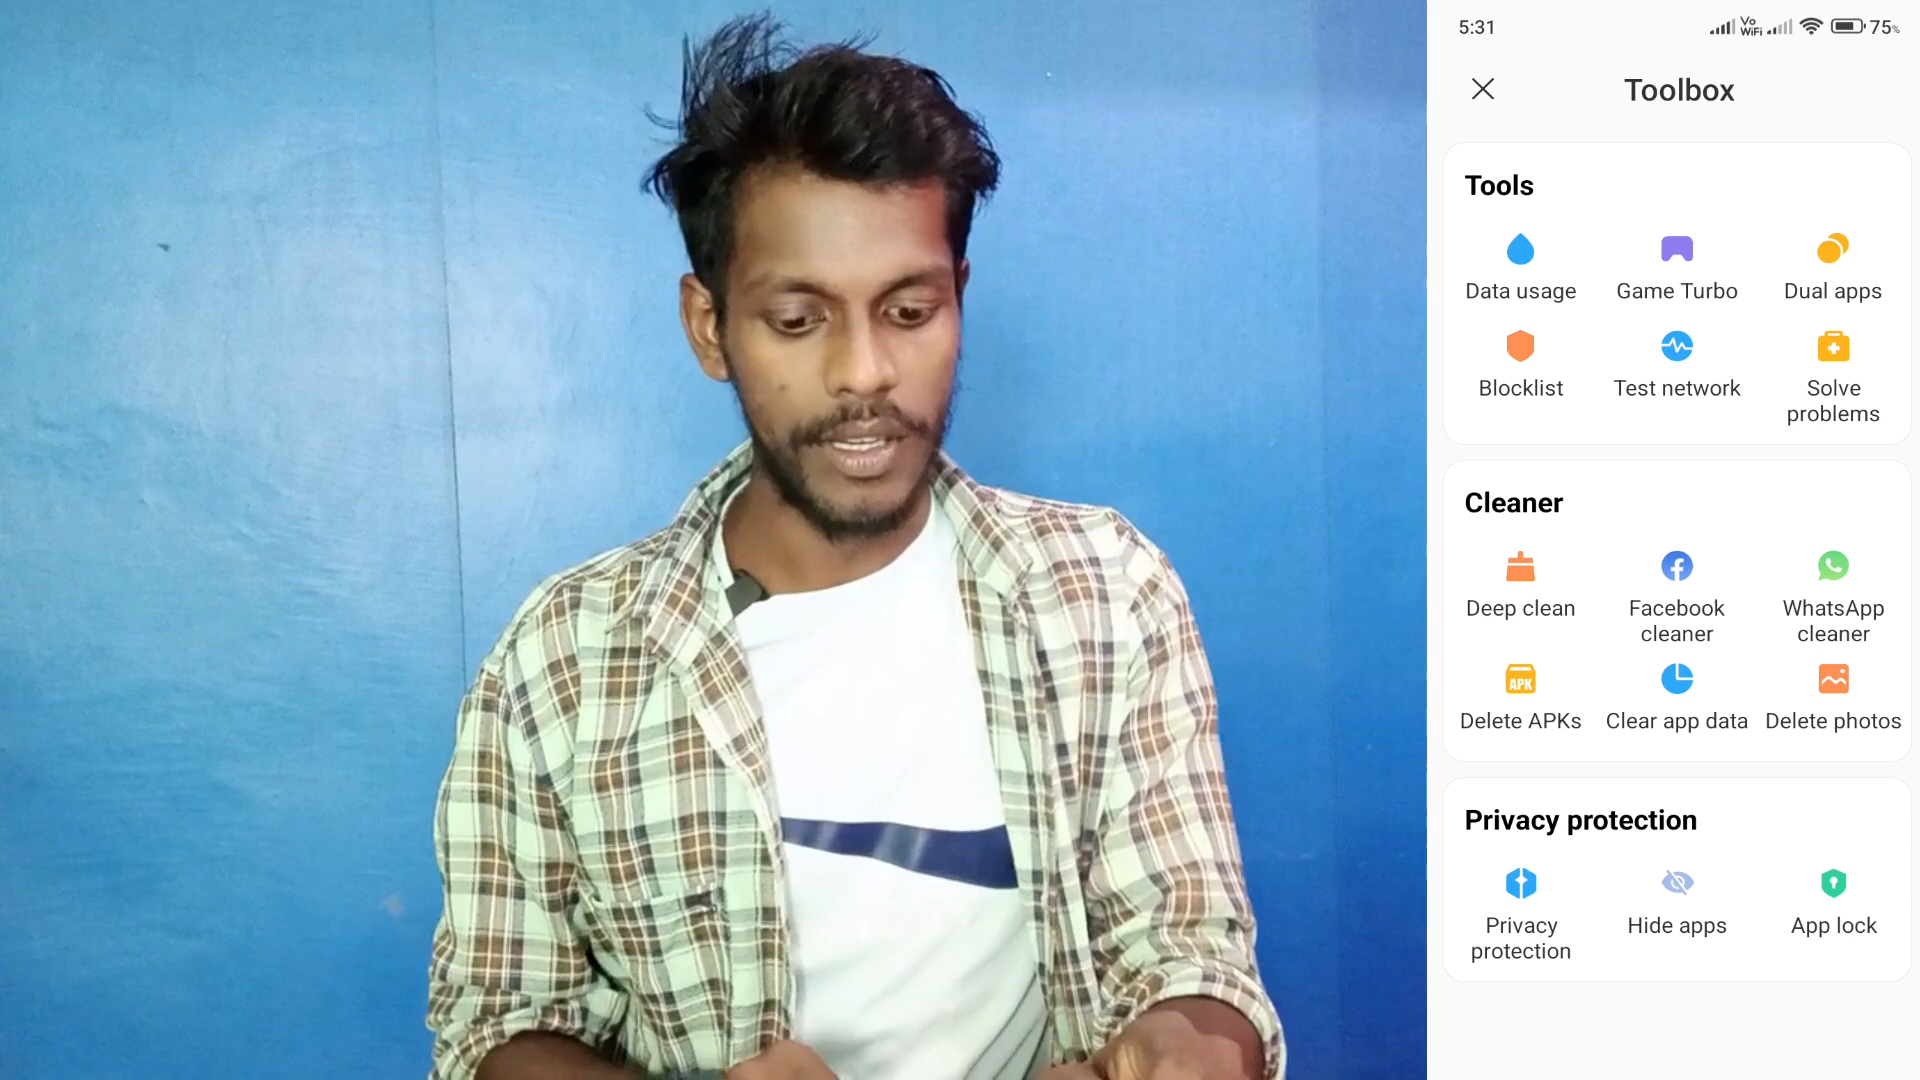 5:31
Vo
WiFi
75%
Toolbox
Tools
Data usage
Game Turbo
Dual apps
Blocklist
Test network
Solve
problems
Cleaner
Deep clean
Facebook
cleaner
WhatsApp
cleaner
APK
Delete APKs
Clear app data
Delete photos
Privacy protection
Privacy
protection
Hide apps
App lock